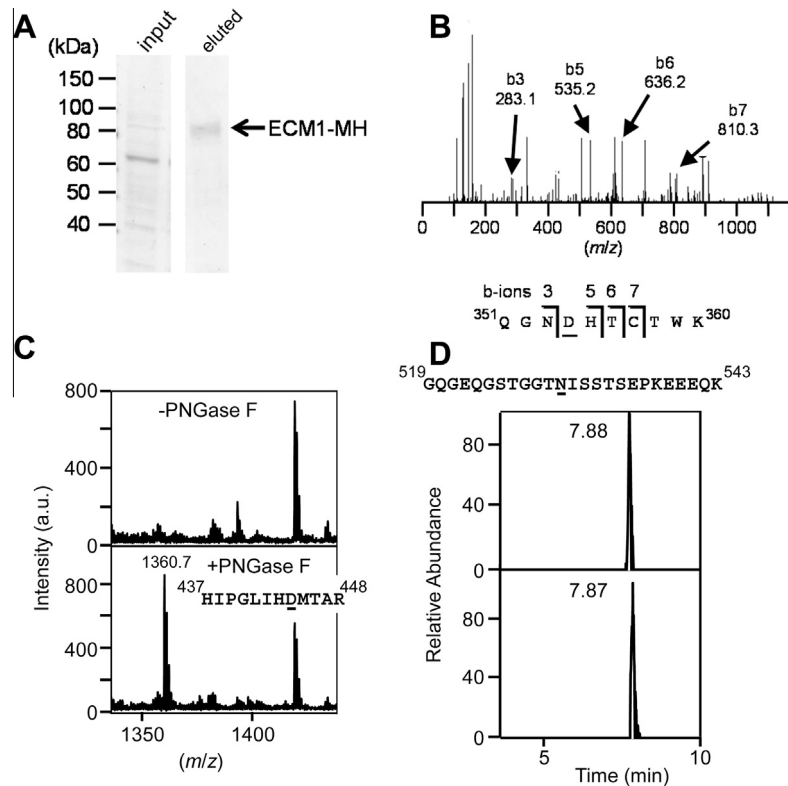 A
input
eluted
(kDa)
150
100
80
60
50
40
ECM1-MH
B
b3
283.1
b5
535.2
b6
636.2
b7
810.3
0 200 400 600 800 1000
(m/z)
b-ions 3 5 6 7
351Q G N D H T C T W K360
C
800
-PNGase F
400
0
1360.7
+PNGase F
437HIPGLIHDMTAR448
800
400
0
1350 1400
(m/z)
Intensity (a.u.)
D
519GQGEQGSTGGTNISSTSEPKEEEQK543
7.88
80
40
0
7.87
80
40
0
5 10
Time (min)
Relative Abundance